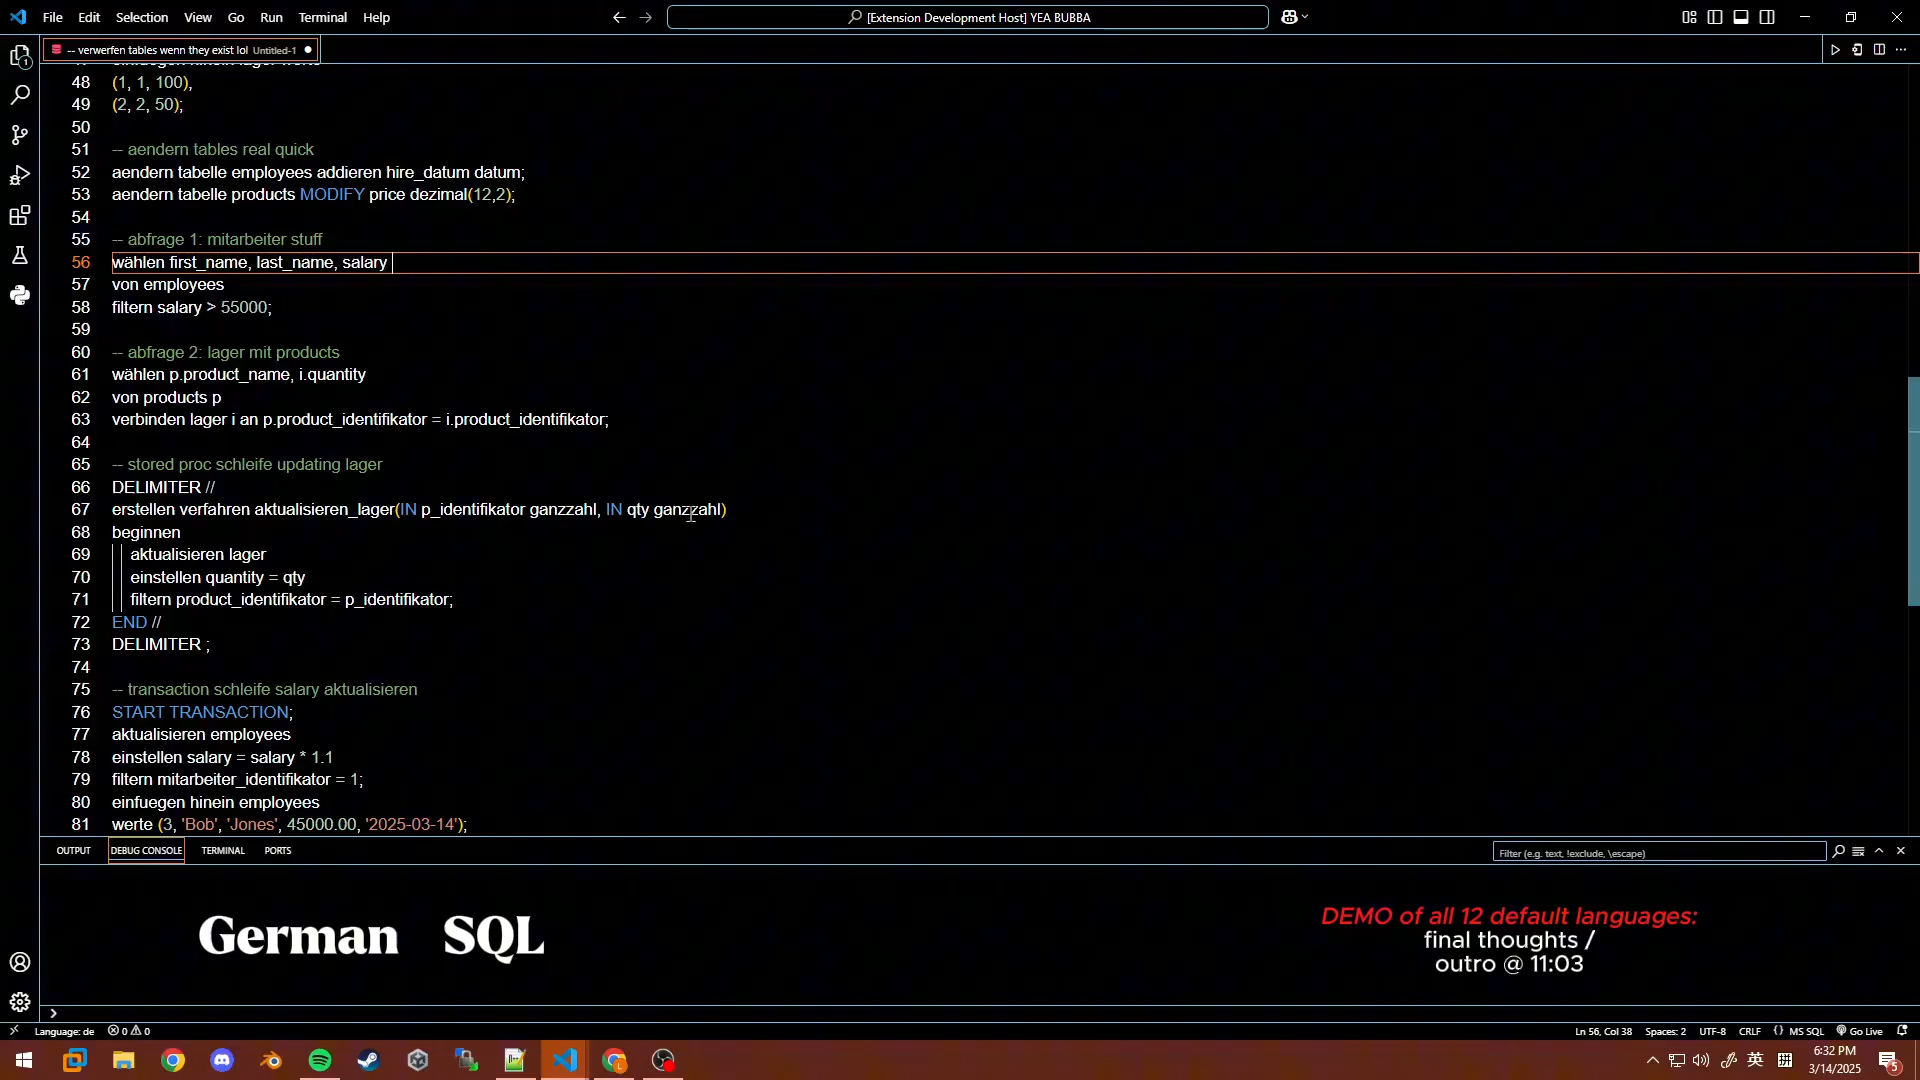 File Edit Selection View Go Run Terminal Help
[Extension Development Host] YEA BUBBA
-- verwerfen tables wenn they exist lol Untitled-1
48 (1, 1, 100),
49 (2, 2, 50);
50
51 -- aendern tables real quick
52 aendern tabelle employees addieren hire_datum datum;
53 aendern tabelle products MODIFY price dezimal(12,2);
54
55 -- abfrage 1: mitarbeiter stuff
56 wählen first_name, last_name, salary
57 von employees
58 filtern salary > 55000;
59
60 -- abfrage 2: lager mit products
61 wählen p.product_name, i.quantity
62 von products p
63 verbinden lager i an p.product_identifikator = i.product_identifikator;
64
65 -- stored proc schleife updating lager
66 DELIMITER //
67 erstellen verfahren aktualisieren_lager(IN p_identifikator ganzzahl, IN qty ganzzahl)
68 beginnen
69 aktualisieren lager
70 einstellen quantity = qty
71 filtern product_identifikator = p_identifikator;
72 END //
73 DELIMITER ;
74
75 -- transaction schleife salary aktualisieren
76 START TRANSACTION;
77 aktualisieren employees
78 einstellen salary = salary * 1.1
79 filtern mitarbeiter_identifikator = 1;
80 einfuegen hinein employees
81 werte (3, 'Bob', 'Jones', 45000.00, '2025-03-14');
OUTPUT DEBUG CONSOLE TERMINAL PORTS
Filter (e.g. text, !exclude, \escape)
German SQL
DEMO of all 12 default languages:
final thoughts /
outro @ 11:03
Language: de 0 0
Ln 56, Col 38 Spaces: 2 UTF-8 CRLF {} MS SQL Go Live
英
6:32 PM
3/14/2025
5